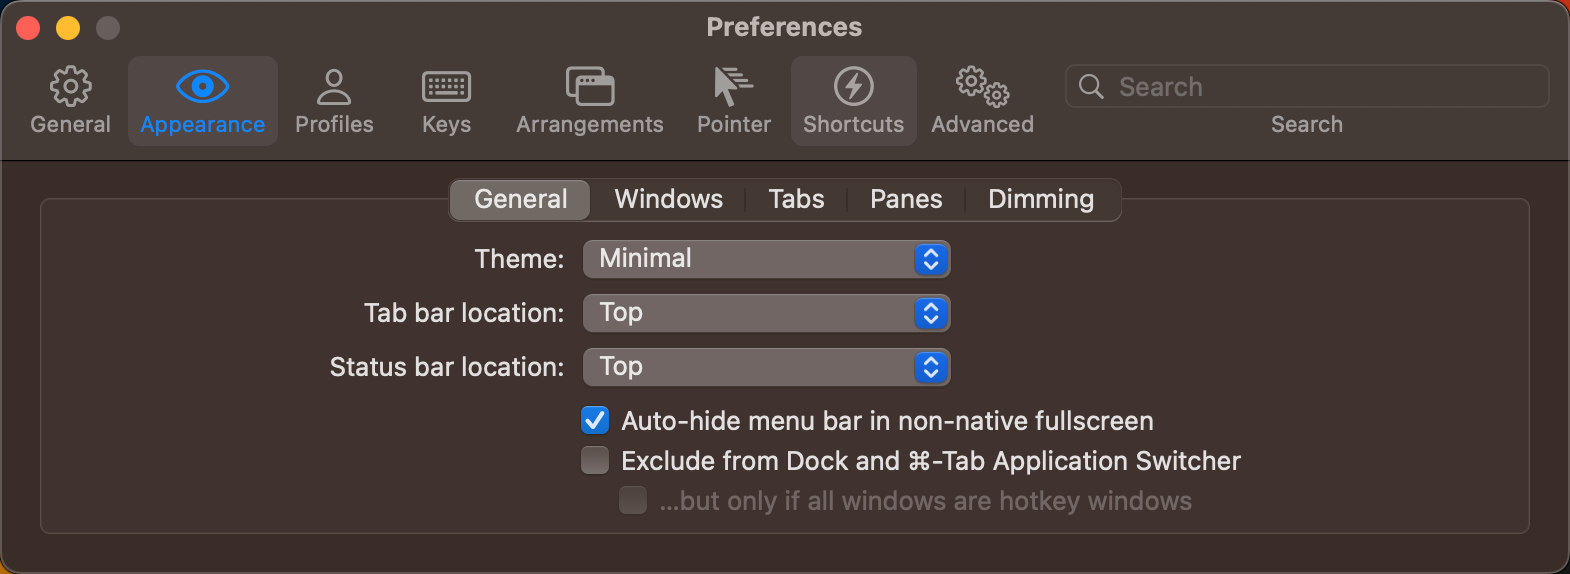 Preferences
General Appearance Profiles Keys Arrangements Pointer Shortcuts Advanced Search
Search
General Windows Tabs Panes Dimming
Theme: Minimal
Tab bar location: Top
Status bar location: Top
Auto-hide menu bar in non-native fullscreen
Exclude from Dock and ⌘-Tab Application Switcher
...but only if all windows are hotkey windows